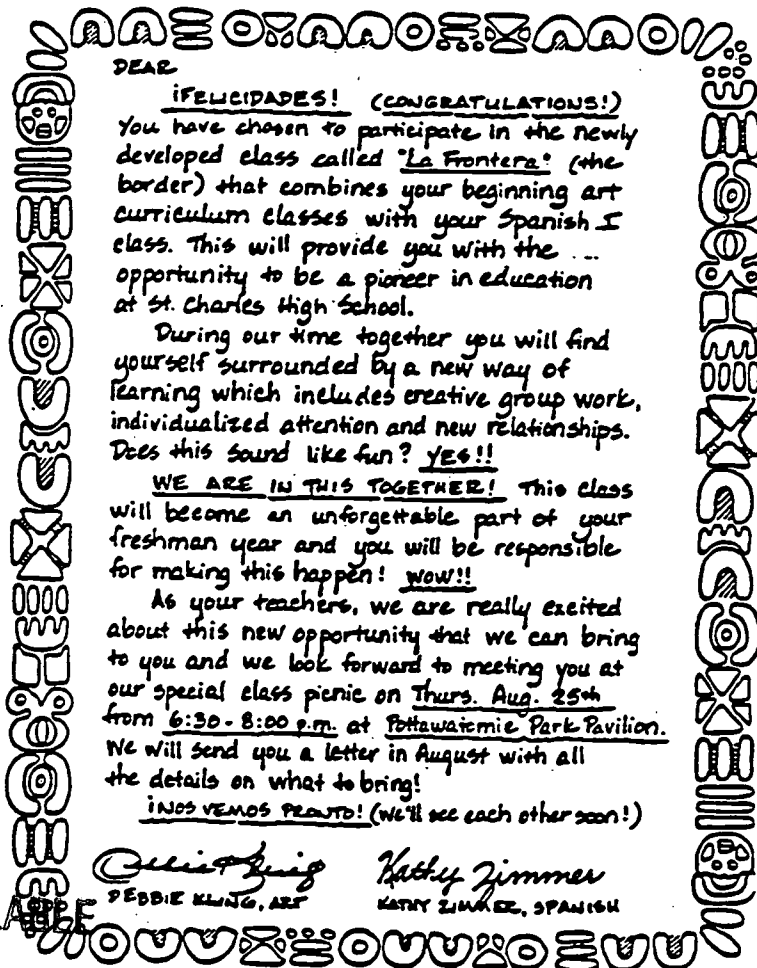 DEAR
¡FELICIDADES! (CONGRATULATIONS!)
You have chosen to participate in the newly
developed class called "La Frontera" (the
border) that combines your beginning art
curriculum classes with your Spanish I
class. This will provide you with the ...
opportunity to be a pioneer in education
at St. Charles High School.
During our time together you will find
yourself surrounded by a new way of
learning which includes creative group work,
individualized attention and new relationships.
Does this sound like fun? YES!!
WE ARE IN THIS TOGETHER! This class
will become an unforgettable part of your
freshman year and you will be responsible
for making this happen! WOW!!
As your teachers, we are really excited
about this new opportunity that we can bring
to you and we look forward to meeting you at
our special class picnic on Thurs. Aug. 25th
from 6:30-8:00 p.m. at Pottawatomie Park Pavilion.
We will send you a letter in August with all
the details on what to bring!
¡NOS VEMOS PRONTO! (we'll see each other soon!)
Debbie Kling Kathy Zimmer
DEBBIE KLING, ART KATHY ZIMMER, SPANISH